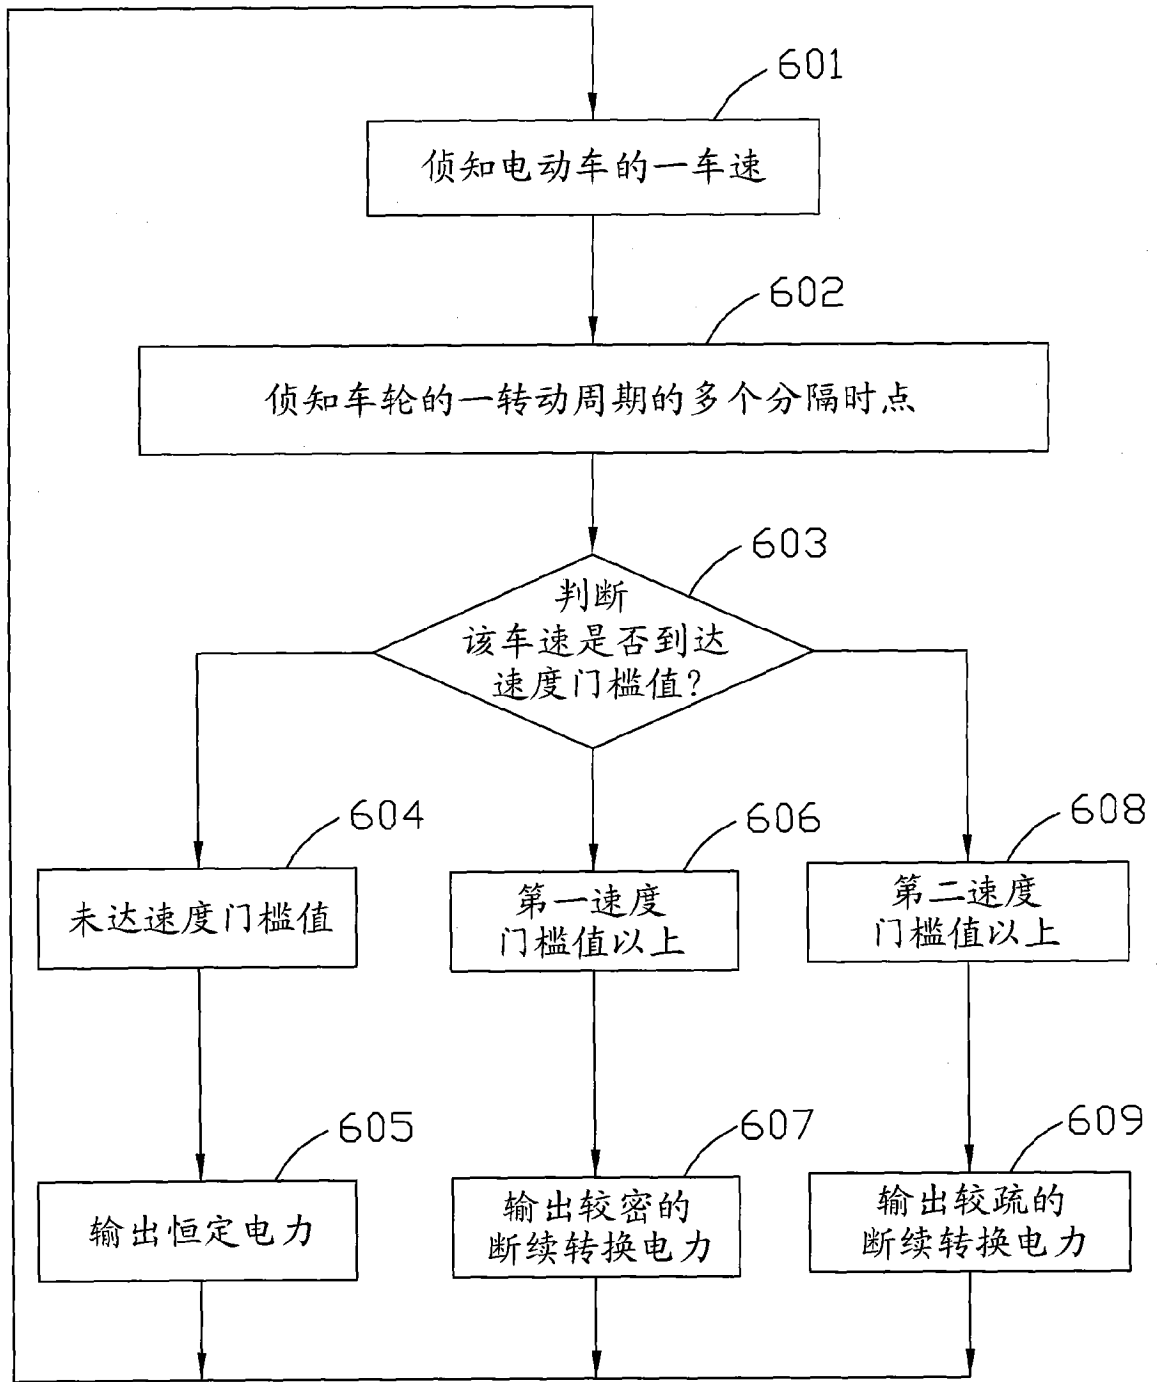 601
侦知电动车的一车速
602
侦知车轮的一转动周期的多个分隔时点
603
判断
该车速是否到达
速度门槛值?
604
未达速度门槛值
606
第一速度
门槛值以上
608
第二速度
门槛值以上
605
输出恒定电力
607
输出较密的
断续转换电力
609
输出较疏的
断续转换电力